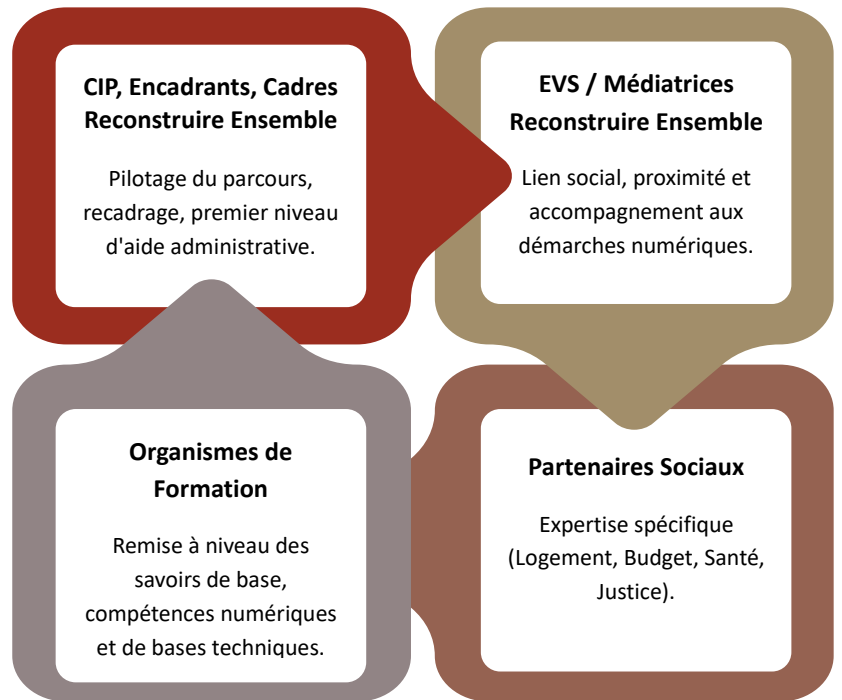 CIP, Encadrants, Cadres
Reconstruire Ensemble
Pilotage du parcours,
recadrage, premier niveau
d'aide administrative.
EVS / Médiatrices
Reconstruire Ensemble
Lien social, proximité et
accompagnement aux
démarches numériques.
Organismes de
Formation
Remise à niveau des
savoirs de base,
compétences numériques
et de bases techniques.
Partenaires Sociaux
Expertise spécifique
(Logement, Budget, Santé,
Justice).